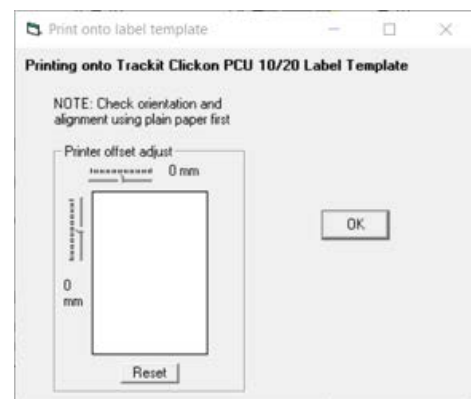 Print onto label template
Printing onto Trackit Clickon PCU 10/20 Label Template
NOTE: Check orientation and
alignment using plain paper first
Printer offset adjust
0 mm
OK
0
mm
Reset